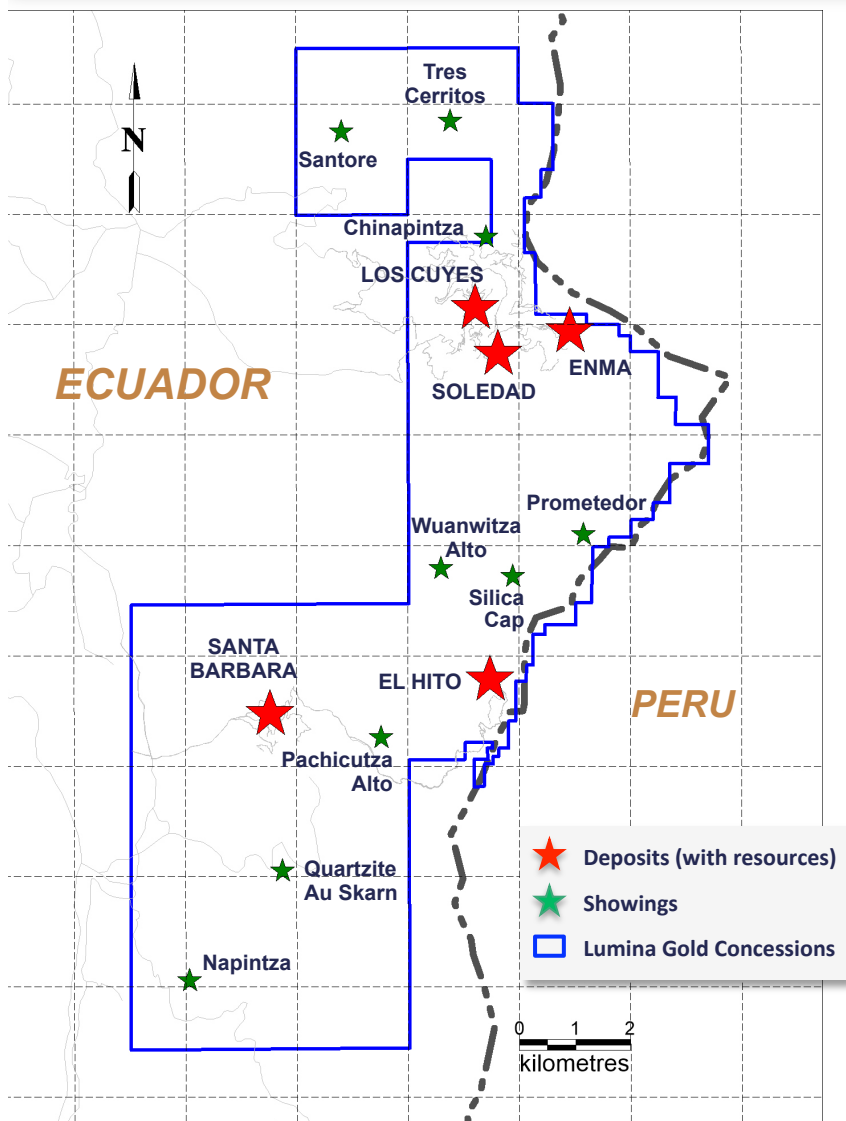 Tres
Cerritos
N
Santore
Chinapintza
LOS CUYES
ENMA
ECUADOR
SOLEDAD
Prometedor
Wuanwitza
Alto
Silica
Cap
SANTA
BARBARA
EL HITO
PERU
Pachicutza
Alto
Quartzite
Au Skarn
Napintza
Deposits (with resources)
Showings
Lumina Gold Concessions
0 1 2
kilometres